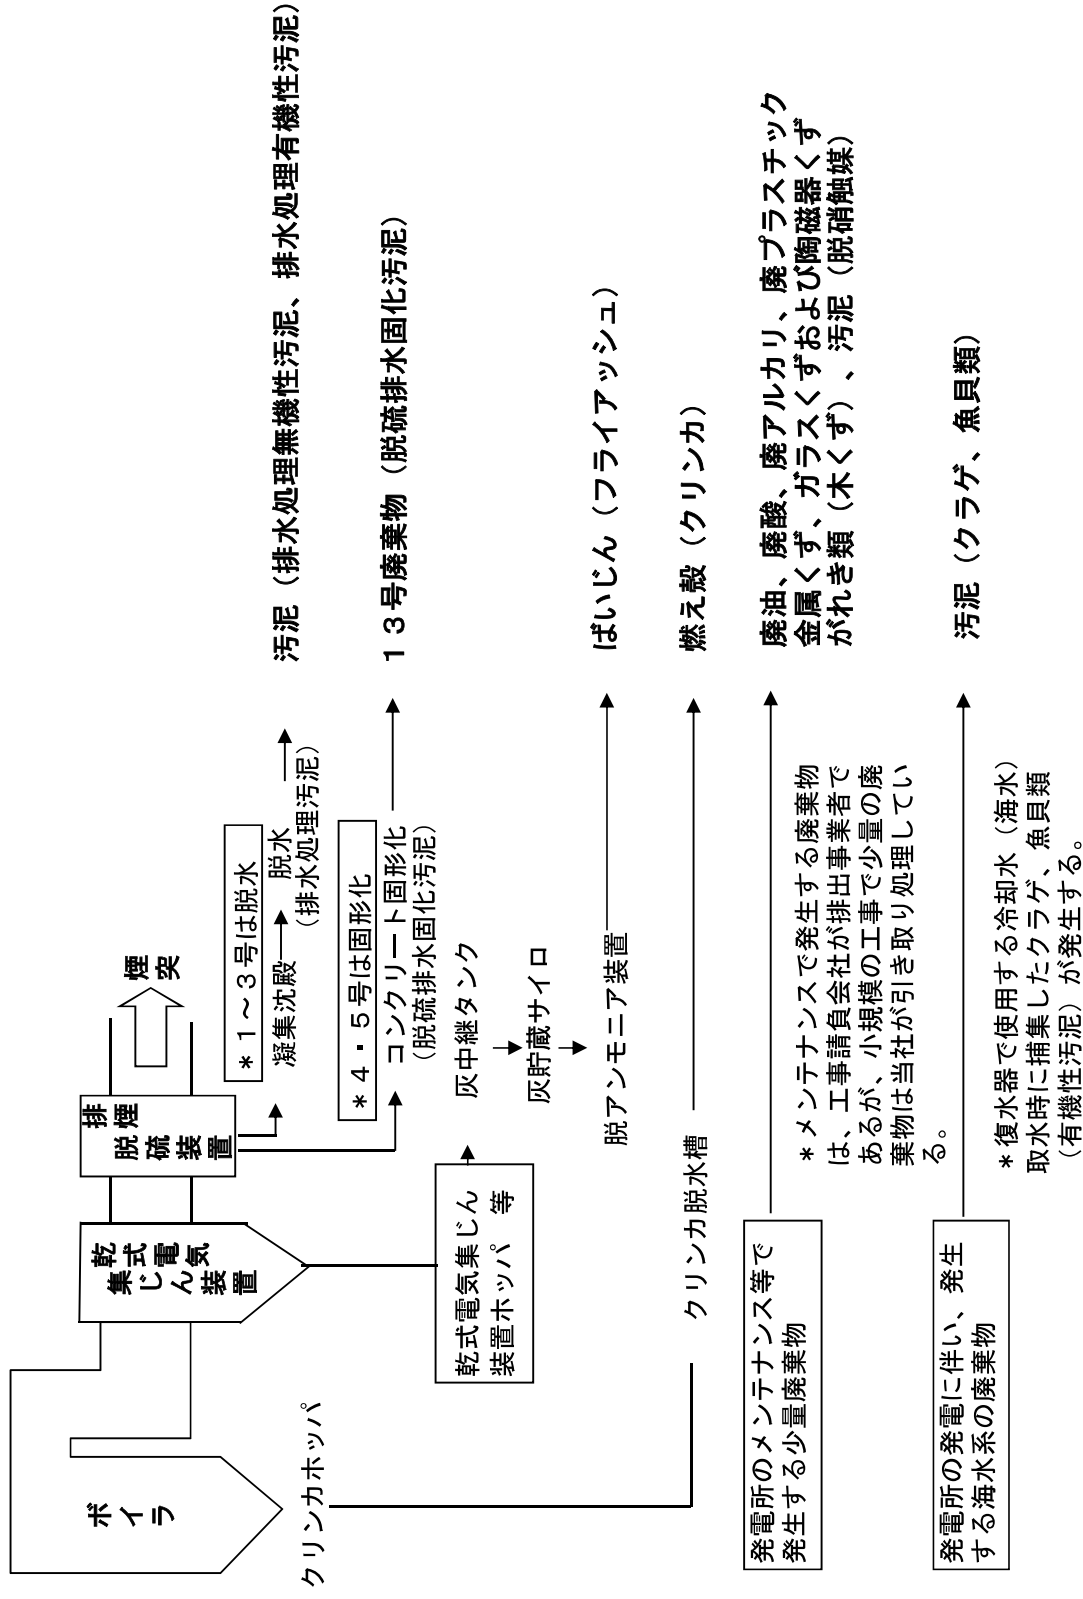 ボイラ
クリンカホッパ
乾式電気
集じん装置
排煙
脱硫装置
煙突
＊１～３号は脱水
凝集沈殿
脱水
（排水処理汚泥）
汚泥（排水処理無機性汚泥、排水処理有機性汚泥）
＊４・５号は固形化
コンクリート固形化
（脱硫排水固化汚泥）
１３号廃棄物（脱硫排水固化汚泥）
乾式電気集じん
装置ホッパ　等
灰中継タンク
灰貯蔵サイロ
脱アンモニア装置
ばいじん（フライアッシュ）
クリンカ脱水槽
燃え殻（クリンカ）
発電所のメンテナンス等で
発生する少量廃棄物
＊メンテナンスで発生する廃棄物
は、工事請負会社が排出事業者で
あるが、小規模の工事で少量の廃
棄物は当社が引き取り処理してい
る。
廃油、廃酸、廃アルカリ、廃プラスチック
金属くず、ガラスくずおよび陶磁器くず
がれき類（木くず）、汚泥（脱硝触媒）
発電所の発電に伴い、発生
する海水系の廃棄物
＊復水器で使用する冷却水（海水）
取水時に捕集したクラゲ、魚貝類
（有機性汚泥）が発生する。
汚泥（クラゲ、魚貝類）